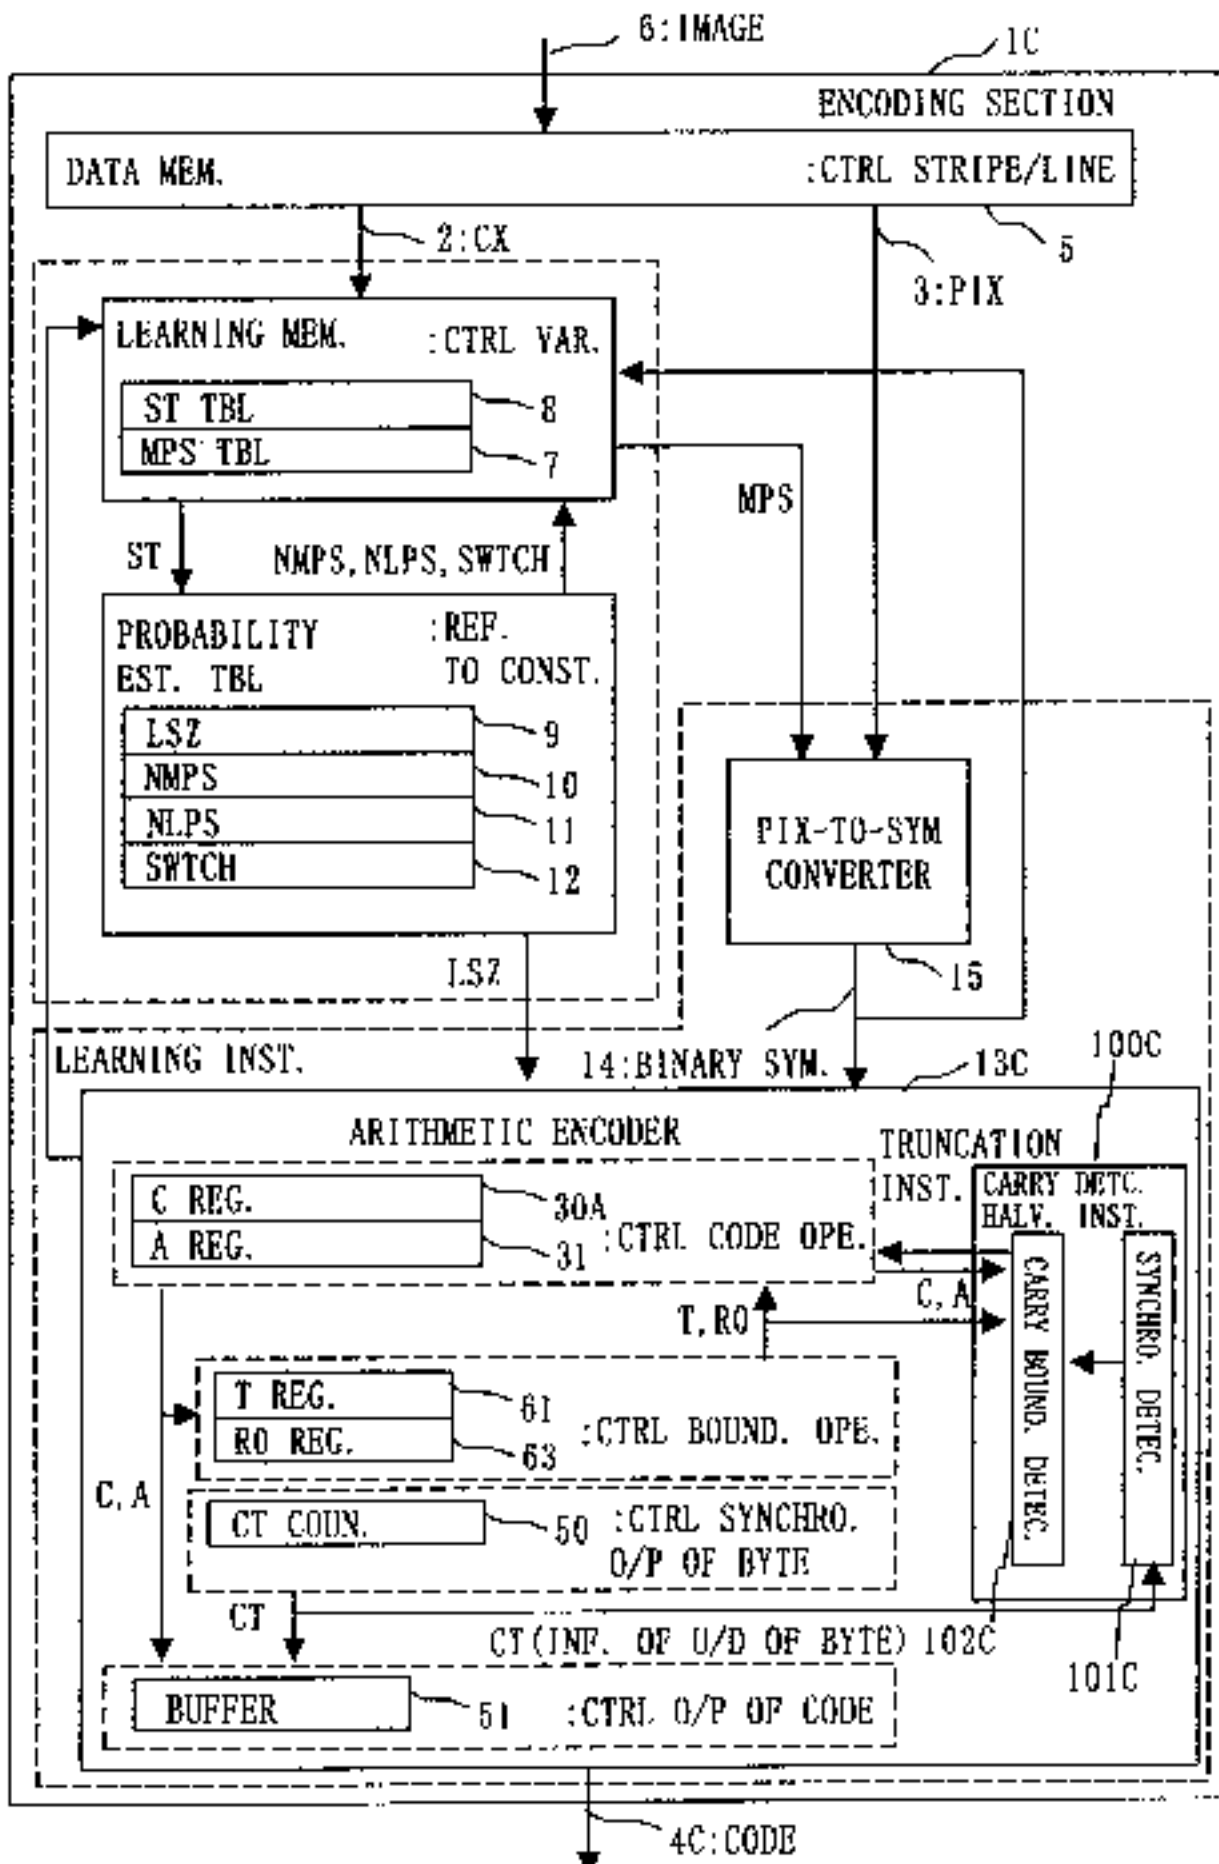 6:IMAGE
1C
ENCODING SECTION
DATA MEM.
:CTRL STRIPE/LINE
2:CX
5
3:PIX
LEARNING MEM.
:CTRL VAR.
ST TBL
8
MPS TBL
7
MPS
ST
NMPS, NLPS, SWTCH
PROBABILITY
EST. TBL
:REF.
TO CONST.
LSZ
9
NMPS
10
NLPS
11
SWTCH
12
PIX-TO-SYM
CONVERTER
15
LSZ
LEARNING INST.
14:BINARY SYM.
13C
100C
ARITHMETIC ENCODER
TRUNCATION
INST.
CARRY DETC.
HALV. INST.
C REG.
30A
A REG.
31
:CTRL CODE OPE.
C, A
T, RO
CARRY BOUND. DETEC.
SYNCHRO. DETEC.
T REG.
61
RO REG.
63
:CTRL BOUND. OPE.
C, A
CT COUN.
50
:CTRL SYNCHRO.
O/P OF BYTE
CT
CT(INF. OF U/D OF BYTE)
102C
101C
BUFFER
51
:CTRL O/P OF CODE
4C:CODE